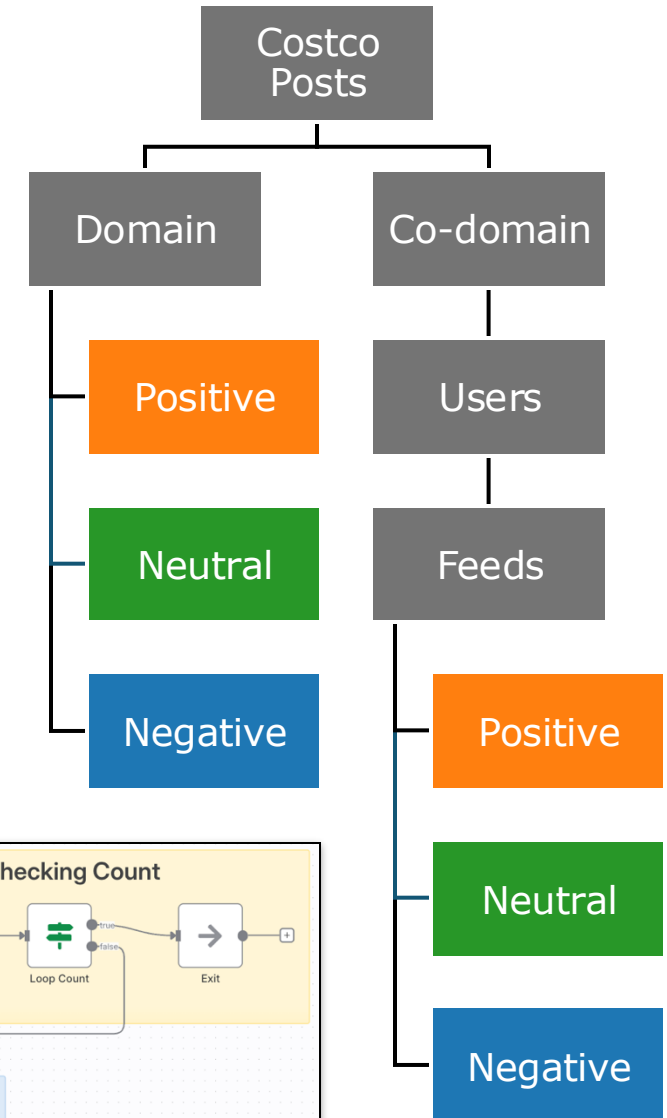 Costco
Posts
Domain
Co-domain
Positive
Users
Neutral
Feeds
Negative
Positive
Neutral
Negative
hecking Count
true
false
Loop Count
Exit